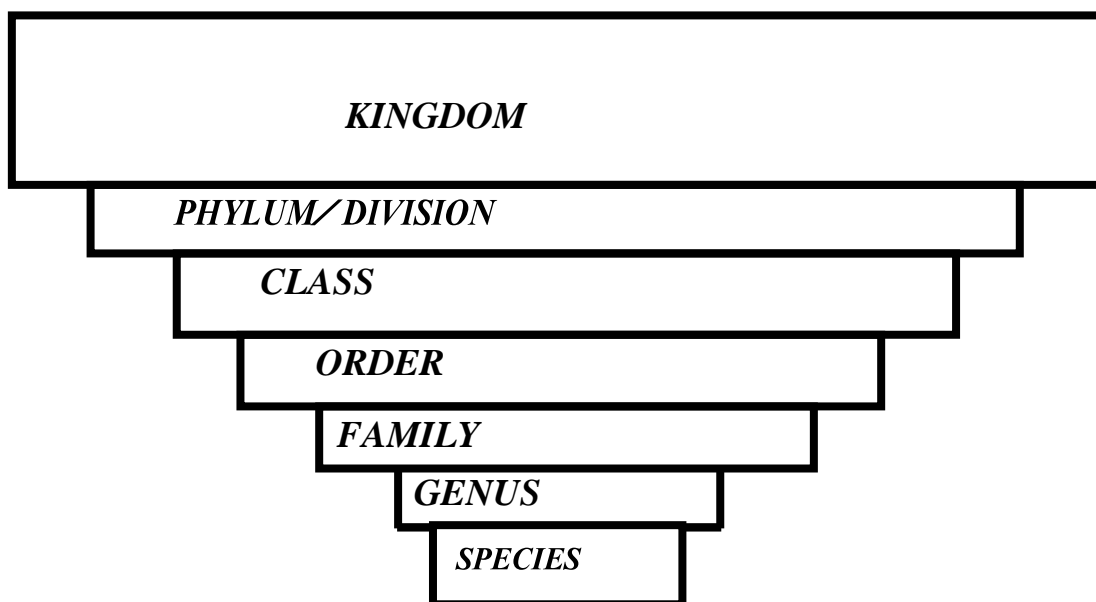 KINGDOM
PHYLUM/DIVISION
CLASS
ORDER
FAMILY
GENUS
SPECIES